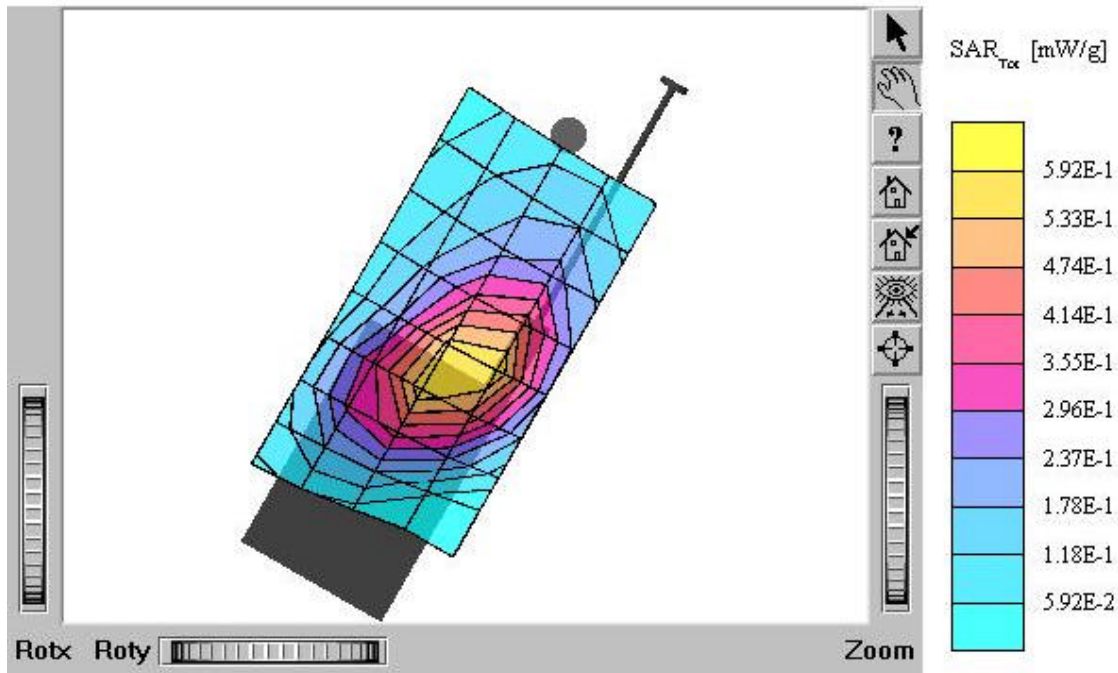 SAR_Tot [mW/g]
?
5.92E-1
5.33E-1
4.74E-1
4.14E-1
3.55E-1
2.96E-1
2.37E-1
1.78E-1
1.18E-1
5.92E-2
Rotx Roty Zoom